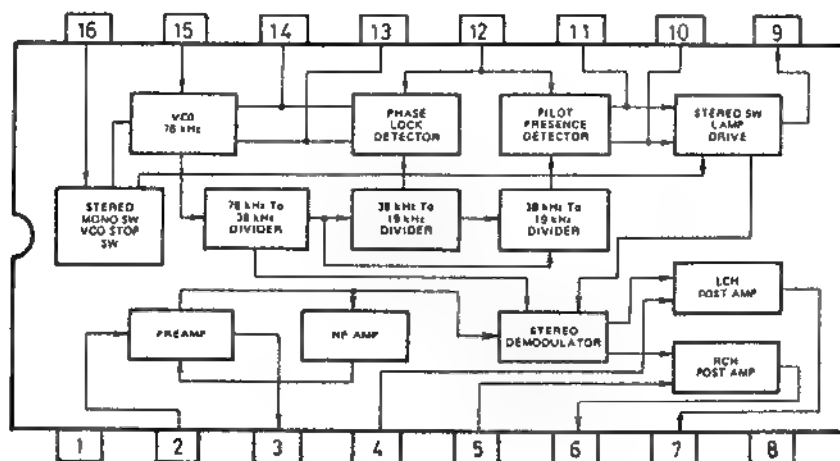 16 15 14 13 12 11 10 9
VCO
76 kHz
PHASE
LOCK
DETECTOR
PILOT
PRESENCE
DETECTOR
STEREO SW
LAMP
DRIVE
STEREO
MONO SW
VCO STOP
SW
76 kHz To
38 kHz
DIVIDER
38 kHz To
19 kHz
DIVIDER
38 kHz To
19 kHz
DIVIDER
LCH
POST AMP
PREAMP
NF AMP
STEREO
DEMODULATOR
RCH
POST AMP
1 2 3 4 5 6 7 8